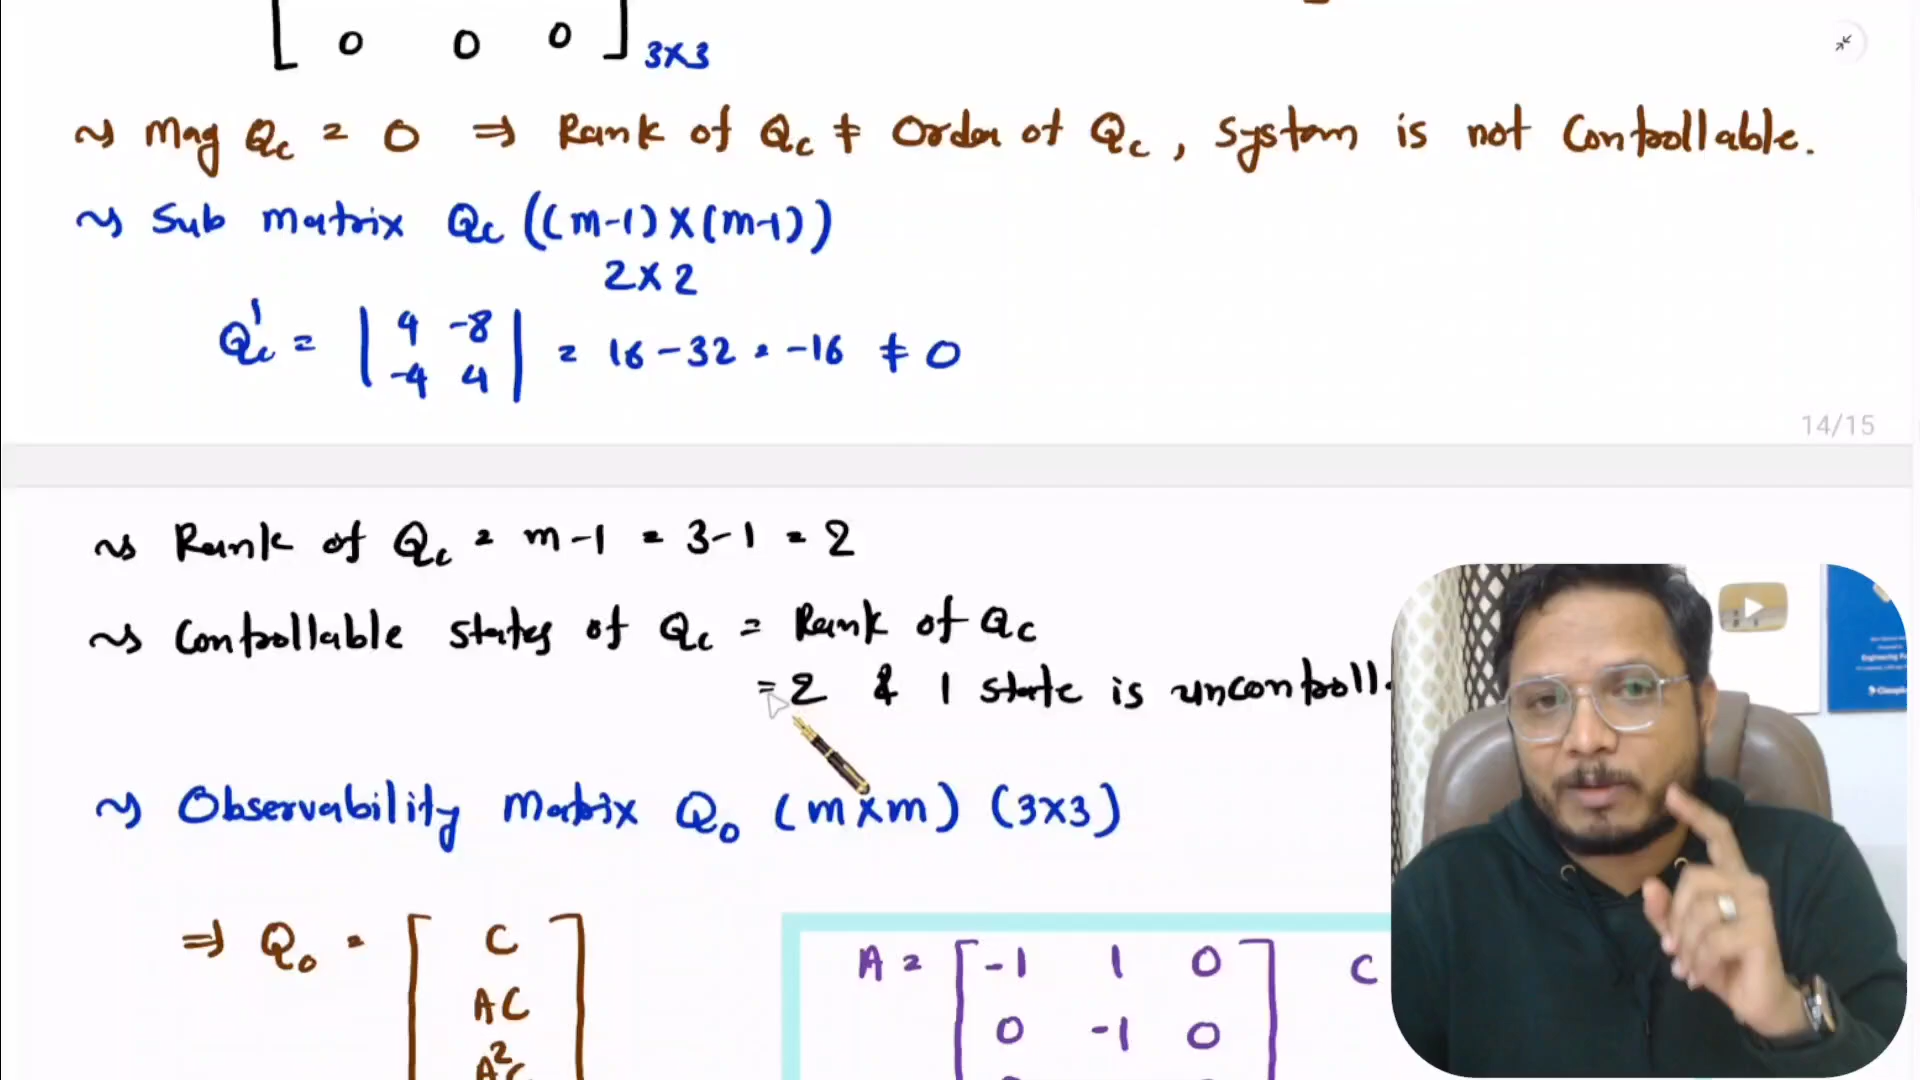 [ 0 0 0 ] 3x3
~> Mag Qc = 0 ⇒ Rank of Qc ≠ Order of Qc, System is not Controllable.
~> Sub matrix Qc ((m-1)X(m-1))
2x2
Qc' = | 4 -8 | = 16-32 = -16 ≠ 0
| -4 4 |
14/15
~> Rank of Qc = m-1 = 3-1 = 2
~> Controllable states of Qc = Rank of Qc
= 2 & 1 state is uncontroll
~> Observability Matrix Qo (mxm) (3x3)
⇒ Qo = [ C ]
A = [ -1 1 0 ] C
AC
0 -1 0
A²C